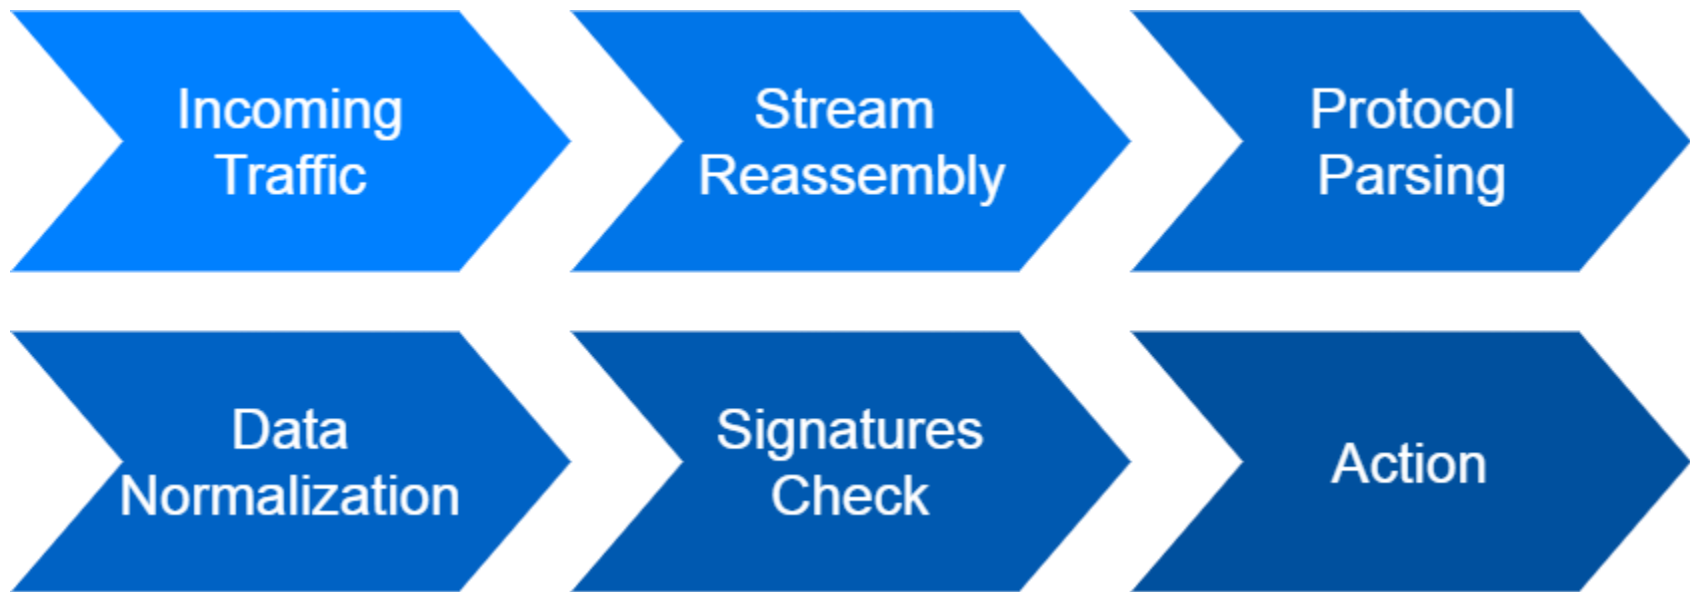 Incoming
Traffic
Stream
Reassembly
Protocol
Parsing
Data
Normalization
Signatures
Check
Action